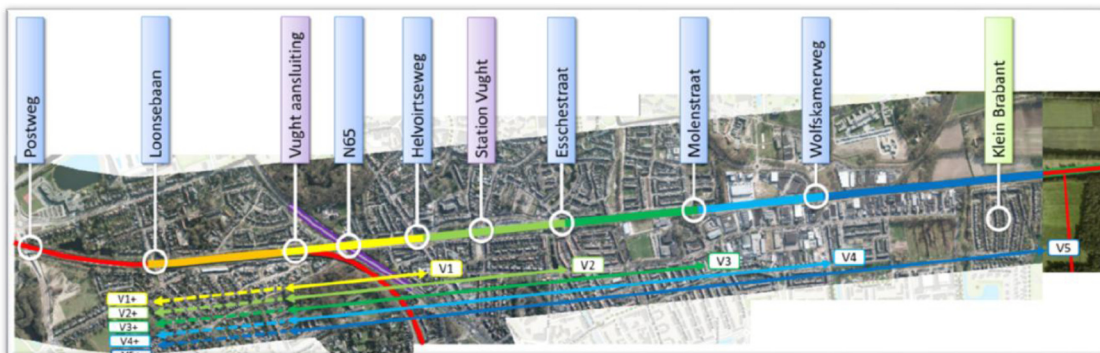 Postweg
Loonsebaan
Vught aansluiting
N65
Helvoirtseweg
Station Vught
Esschestraat
Molenstraat
Wolfskamerweg
Klein Brabant
V1
V2
V3
V4
V5
V1+
V2+
V3+
V4+